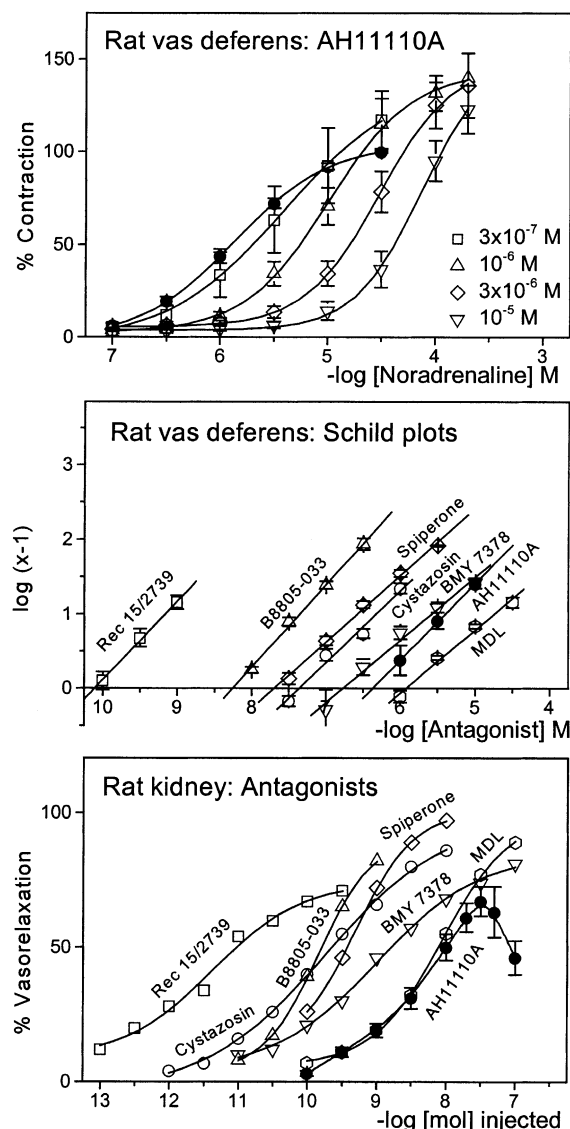 Rat vas deferens: AH11110A
150
100
50
0
% Contraction
3x10⁻⁷ M
10⁻⁶ M
3x10⁻⁶ M
10⁻⁵ M
7 6 5 4 3
-log [Noradrenaline] M
Rat vas deferens: Schild plots
3
2
1
0
log (x-1)
Rec 15/2739
B8805-033
Spiperone
Cystazosin
BMY 7378
AH11110A
MDL
10 9 8 7 6 5 4
-log [Antagonist] M
Rat kidney: Antagonists
100
50
0
% Vasorelaxation
Rec 15/2739
Cystazosin
B8805-033
Spiperone
BMY 7378
MDL
AH11110A
13 12 11 10 9 8 7
-log [mol] injected